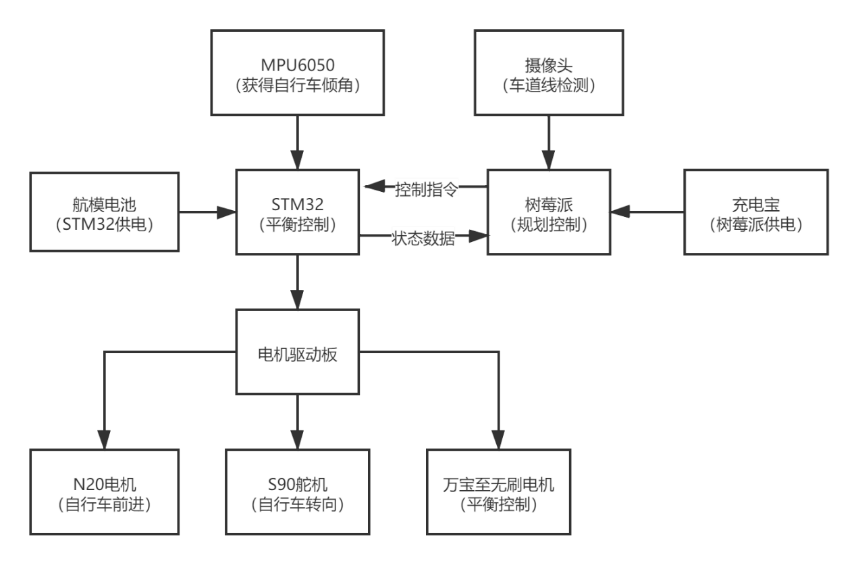 MPU6050
（获得自行车倾角）
摄像头
（车道线检测）
航模电池
（STM32供电）
STM32
（平衡控制）
控制指令
状态数据
树莓派
（规划控制）
充电宝
（树莓派供电）
电机驱动板
N20电机
（自行车前进）
S90舵机
（自行车转向）
万宝至无刷电机
（平衡控制）